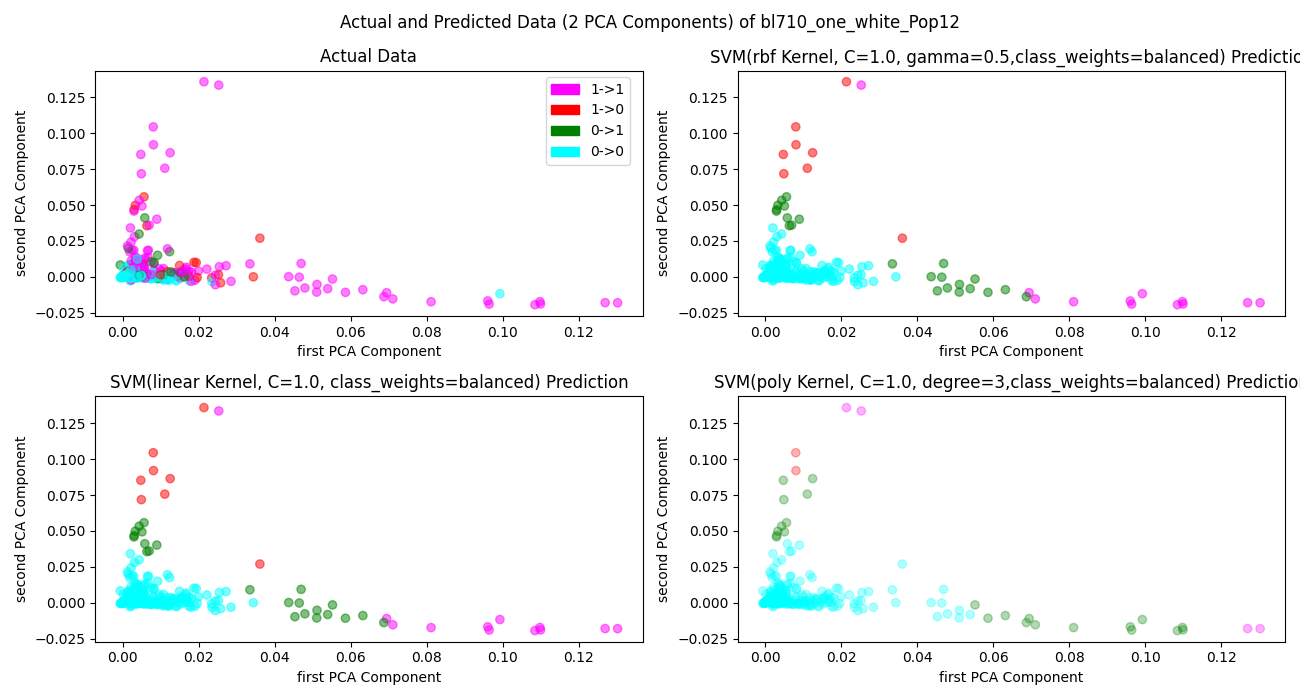 Actual and Predicted Data (2 PCA Components) of bl710_one_white_Pop12
Actual Data
0.125
0.100
0.075
0.050
0.025
0.000
−0.025
second PCA Component
0.00 0.02 0.04 0.06 0.08 0.10 0.12
first PCA Component
1->1
1->0
0->1
0->0
SVM(rbf Kernel, C=1.0, gamma=0.5,class_weights=balanced) Predictio
0.125
0.100
0.075
0.050
0.025
0.000
−0.025
second PCA Component
0.00 0.02 0.04 0.06 0.08 0.10 0.12
first PCA Component
SVM(linear Kernel, C=1.0, class_weights=balanced) Prediction
0.125
0.100
0.075
0.050
0.025
0.000
−0.025
second PCA Component
0.00 0.02 0.04 0.06 0.08 0.10 0.12
first PCA Component
SVM(poly Kernel, C=1.0, degree=3,class_weights=balanced) Prediction
0.125
0.100
0.075
0.050
0.025
0.000
−0.025
second PCA Component
0.00 0.02 0.04 0.06 0.08 0.10 0.12
first PCA Component